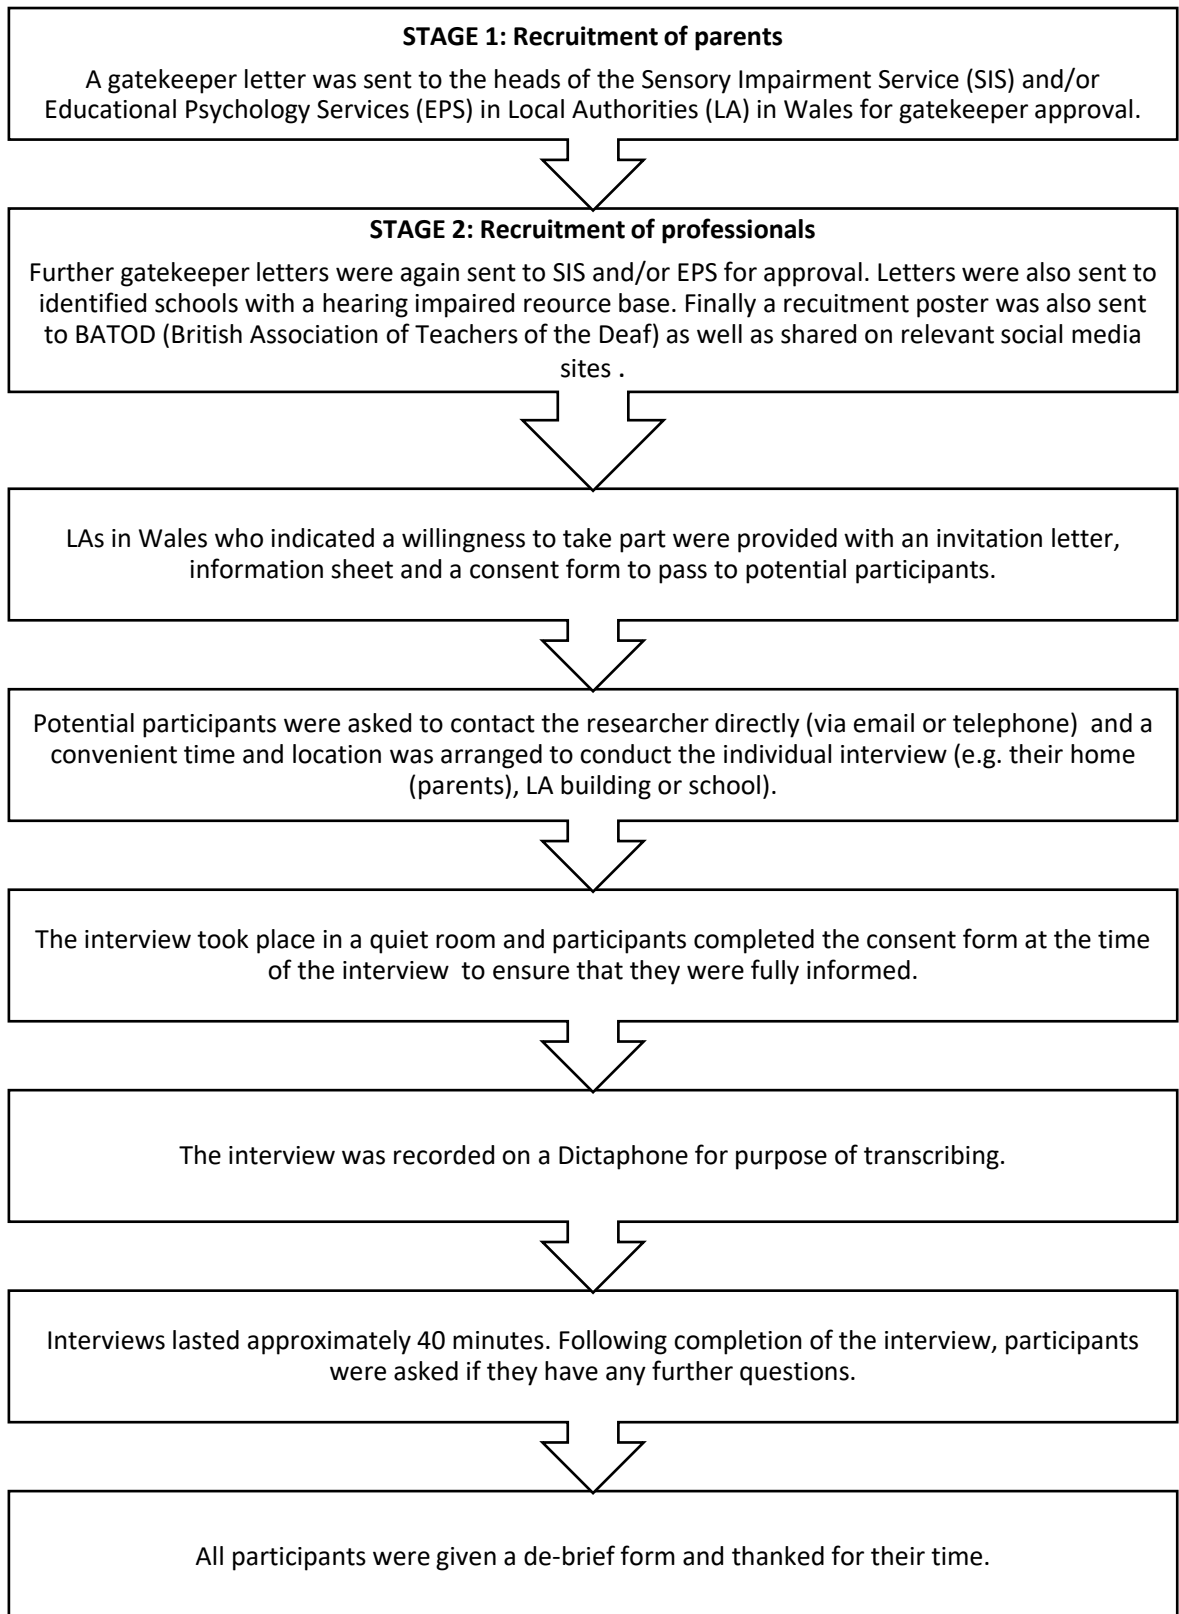 STAGE 1: Recruitment of parents
A gatekeeper letter was sent to the heads of the Sensory Impairment Service (SIS) and/or
Educational Psychology Services (EPS) in Local Authorities (LA) in Wales for gatekeeper approval.
STAGE 2: Recruitment of professionals
Further gatekeeper letters were again sent to SIS and/or EPS for approval. Letters were also sent to
identified schools with a hearing impaired reource base. Finally a recuitment poster was also sent
to BATOD (British Association of Teachers of the Deaf) as well as shared on relevant social media
sites .
LAs in Wales who indicated a willingness to take part were provided with an invitation letter,
information sheet and a consent form to pass to potential participants.
Potential participants were asked to contact the researcher directly (via email or telephone) and a
convenient time and location was arranged to conduct the individual interview (e.g. their home
(parents), LA building or school).
The interview took place in a quiet room and participants completed the consent form at the time
of the interview to ensure that they were fully informed.
The interview was recorded on a Dictaphone for purpose of transcribing.
Interviews lasted approximately 40 minutes. Following completion of the interview, participants
were asked if they have any further questions.
All participants were given a de-brief form and thanked for their time.